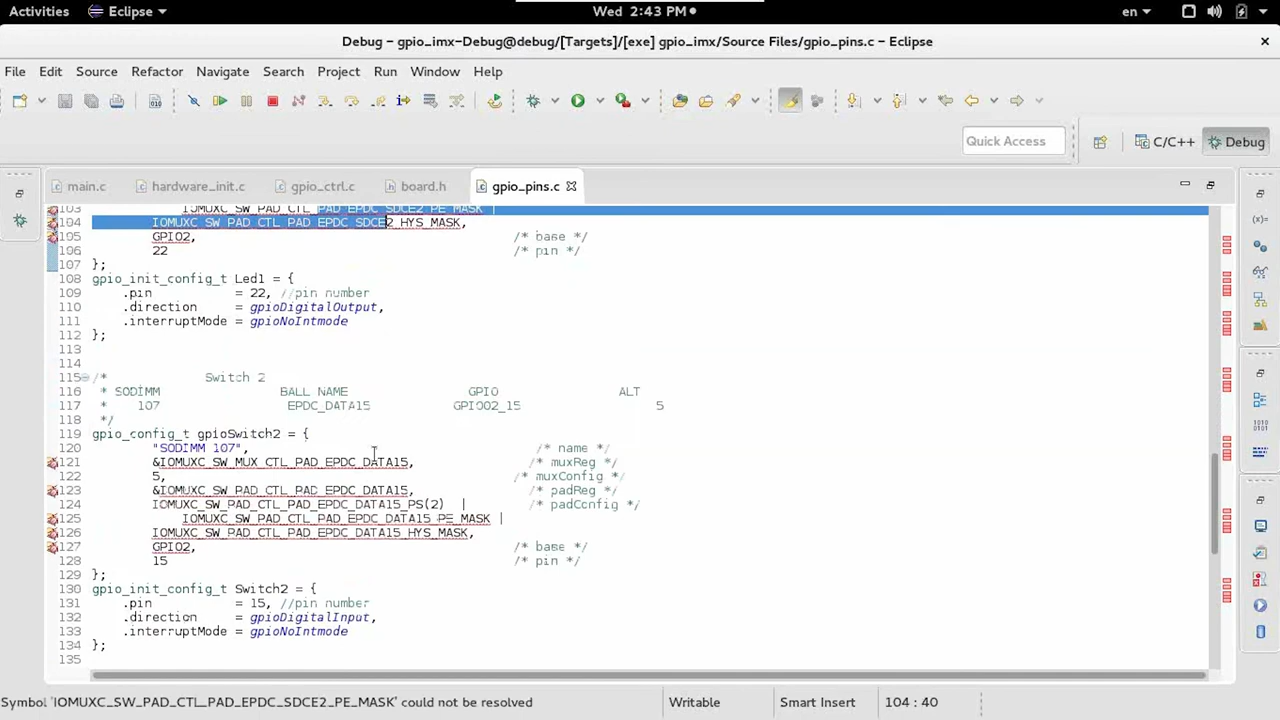 Activities Eclipse Wed 2:43 PM en
Debug - gpio_imx-Debug@debug/[Targets]/[exe] gpio_imx/Source Files/gpio_pins.c - Eclipse
File Edit Source Refactor Navigate Search Project Run Window Help
Quick Access C/C++ Debug
main.c hardware_init.c gpio_ctrl.c board.h gpio_pins.c
103 IOMUXC_SW_PAD_CTL_PAD_EPDC_SDCE2_PE_MASK |
104 IOMUXC_SW_PAD_CTL_PAD_EPDC_SDCE2_HYS_MASK,
105 GPIO2, /* base */
106 22 /* pin */
107 };
108 gpio_init_config_t Led1 = {
109 .pin = 22, //pin number
110 .direction = gpioDigitalOutput,
111 .interruptMode = gpioNoIntmode
112 };
113
114
115 /* Switch 2
116 * SODIMM BALL NAME GPIO ALT
117 * 107 EPDC_DATA15 GPIO02_15 5
118 */
119 gpio_config_t gpioSwitch2 = {
120 "SODIMM 107", /* name */
121 &IOMUXC_SW_MUX_CTL_PAD_EPDC_DATA15, /* muxReg */
122 5, /* muxConfig */
123 &IOMUXC_SW_PAD_CTL_PAD_EPDC_DATA15, /* padReg */
124 IOMUXC_SW_PAD_CTL_PAD_EPDC_DATA15_PS(2) | /* padConfig */
125 IOMUXC_SW_PAD_CTL_PAD_EPDC_DATA15_PE_MASK |
126 IOMUXC_SW_PAD_CTL_PAD_EPDC_DATA15_HYS_MASK,
127 GPIO2, /* base */
128 15 /* pin */
129 };
130 gpio_init_config_t Switch2 = {
131 .pin = 15, //pin number
132 .direction = gpioDigitalInput,
133 .interruptMode = gpioNoIntmode
134 };
135
Symbol 'IOMUXC_SW_PAD_CTL_PAD_EPDC_SDCE2_PE_MASK' could not be resolved Writable Smart Insert 104 : 40